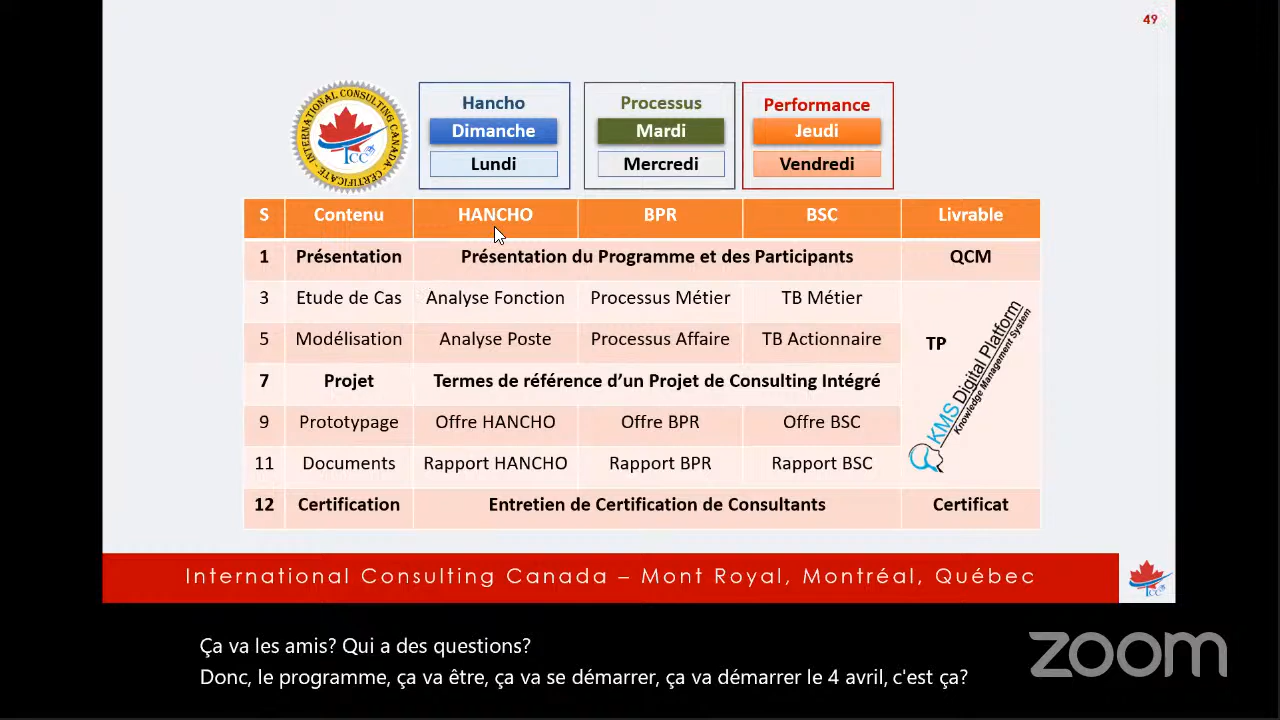 49
INTERNATIONAL CONSULTING CANADA - CERTIFICATE -
ICC
Hancho
Dimanche
Lundi
Processus
Mardi
Mercredi
Performance
Jeudi
Vendredi
S Contenu HANCHO BPR BSC Livrable
1 Présentation Présentation du Programme et des Participants QCM
3 Etude de Cas Analyse Fonction Processus Métier TB Métier
5 Modélisation Analyse Poste Processus Affaire TB Actionnaire
TP
KMS Digital Platform
Knowledge Management System
7 Projet Termes de référence d’un Projet de Consulting Intégré
9 Prototypage Offre HANCHO Offre BPR Offre BSC
11 Documents Rapport HANCHO Rapport BPR Rapport BSC
12 Certification Entretien de Certification de Consultants Certificat
International Consulting Canada – Mont Royal, Montréal, Québec
ICC
Ça va les amis? Qui a des questions?
Donc, le programme, ça va être, ça va se démarrer, ça va démarrer le 4 avril, c'est ça?
zoom